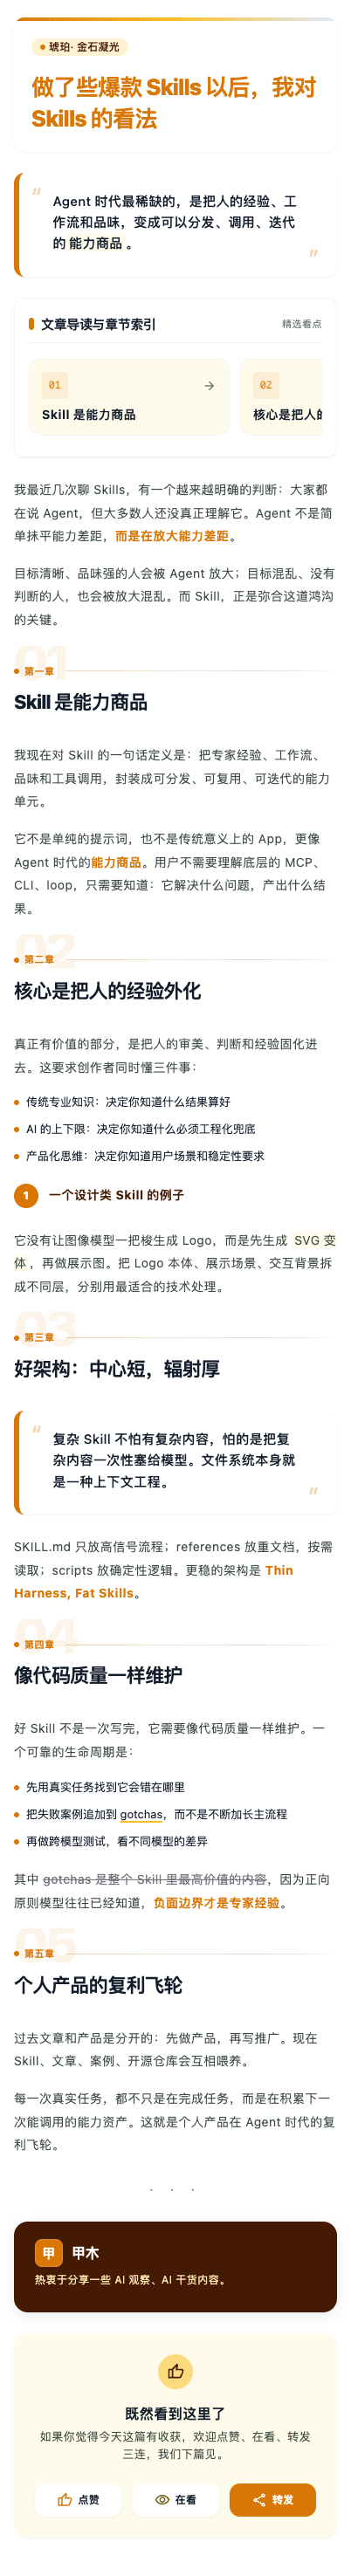 琥珀· 金石凝光
做了些爆款 Skills 以后，我对
Skills 的看法
“
Agent 时代最稀缺的，是把人的经验、工
作流和品味，变成可以分发、调用、迭代
的 能力商品 。
”
文章导读与章节索引
精选看点
01
→
Skill 是能力商品
02
核心是把人的
我最近几次聊 Skills，有一个越来越明确的判断：大家都
在说 Agent，但大多数人还没真正理解它。Agent 不是简
单抹平能力差距，而是在放大能力差距。
目标清晰、品味强的人会被 Agent 放大；目标混乱、没有
判断的人，也会被放大混乱。而 Skill，正是弥合这道鸿沟
的关键。
01
第一章
Skill 是能力商品
我现在对 Skill 的一句话定义是：把专家经验、工作流、
品味和工具调用，封装成可分发、可复用、可迭代的能力
单元。
它不是单纯的提示词，也不是传统意义上的 App，更像
Agent 时代的能力商品。用户不需要理解底层的 MCP、
CLI、loop，只需要知道：它解决什么问题，产出什么结
果。
02
第二章
核心是把人的经验外化
真正有价值的部分，是把人的审美、判断和经验固化进
去。这要求创作者同时懂三件事：
传统专业知识：决定你知道什么结果算好
AI 的上下限：决定你知道什么必须工程化兜底
产品化思维：决定你知道用户场景和稳定性要求
1 一个设计类 Skill 的例子
它没有让图像模型一把梭生成 Logo，而是先生成 SVG 变
体 ，再做展示图。把 Logo 本体、展示场景、交互背景拆
成不同层，分别用最适合的技术处理。
03
第三章
好架构：中心短，辐射厚
“
复杂 Skill 不怕有复杂内容，怕的是把复
杂内容一次性塞给模型。文件系统本身就
是一种上下文工程。
”
SKILL.md 只放高信号流程；references 放重文档，按需
读取；scripts 放确定性逻辑。更稳的架构是 Thin
Harness, Fat Skills。
04
第四章
像代码质量一样维护
好 Skill 不是一次写完，它需要像代码质量一样维护。一
个可靠的生命周期是：
先用真实任务找到它会错在哪里
把失败案例追加到 gotchas，而不是不断加长主流程
再做跨模型测试，看不同模型的差异
其中 gotchas 是整个 Skill 里最高价值的内容，因为正向
原则模型往往已经知道，负面边界才是专家经验。
05
第五章
个人产品的复利飞轮
过去文章和产品是分开的：先做产品，再写推广。现在
Skill、文章、案例、开源仓库会互相喂养。
每一次真实任务，都不只是在完成任务，而是在积累下一
次能调用的能力资产。这就是个人产品在 Agent 时代的复
利飞轮。
· · ·
甲 甲木
热衷于分享一些 AI 观察、AI 干货内容。
既然看到这里了
如果你觉得今天这篇有收获，欢迎点赞、在看、转发
三连，我们下篇见。
点赞
在看
转发